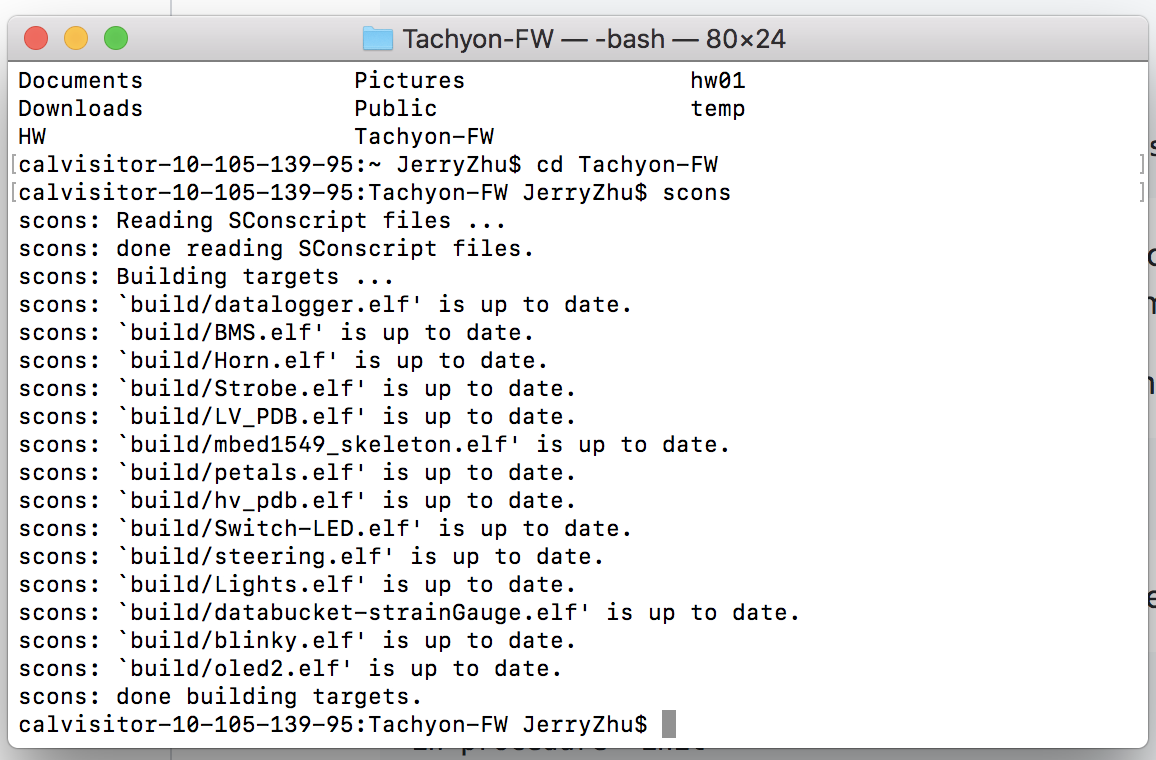 Tachyon-FW — -bash — 80×24
Documents Pictures hw01
Downloads Public temp
HW Tachyon-FW
[calvisitor-10-105-139-95:~ JerryZhu$ cd Tachyon-FW ]
[calvisitor-10-105-139-95:Tachyon-FW JerryZhu$ scons ]
scons: Reading SConscript files ...
scons: done reading SConscript files.
scons: Building targets ...
scons: `build/datalogger.elf' is up to date.
scons: `build/BMS.elf' is up to date.
scons: `build/Horn.elf' is up to date.
scons: `build/Strobe.elf' is up to date.
scons: `build/LV_PDB.elf' is up to date.
scons: `build/mbed1549_skeleton.elf' is up to date.
scons: `build/petals.elf' is up to date.
scons: `build/hv_pdb.elf' is up to date.
scons: `build/Switch-LED.elf' is up to date.
scons: `build/steering.elf' is up to date.
scons: `build/Lights.elf' is up to date.
scons: `build/databucket-strainGauge.elf' is up to date.
scons: `build/blinky.elf' is up to date.
scons: `build/oled2.elf' is up to date.
scons: done building targets.
calvisitor-10-105-139-95:Tachyon-FW JerryZhu$